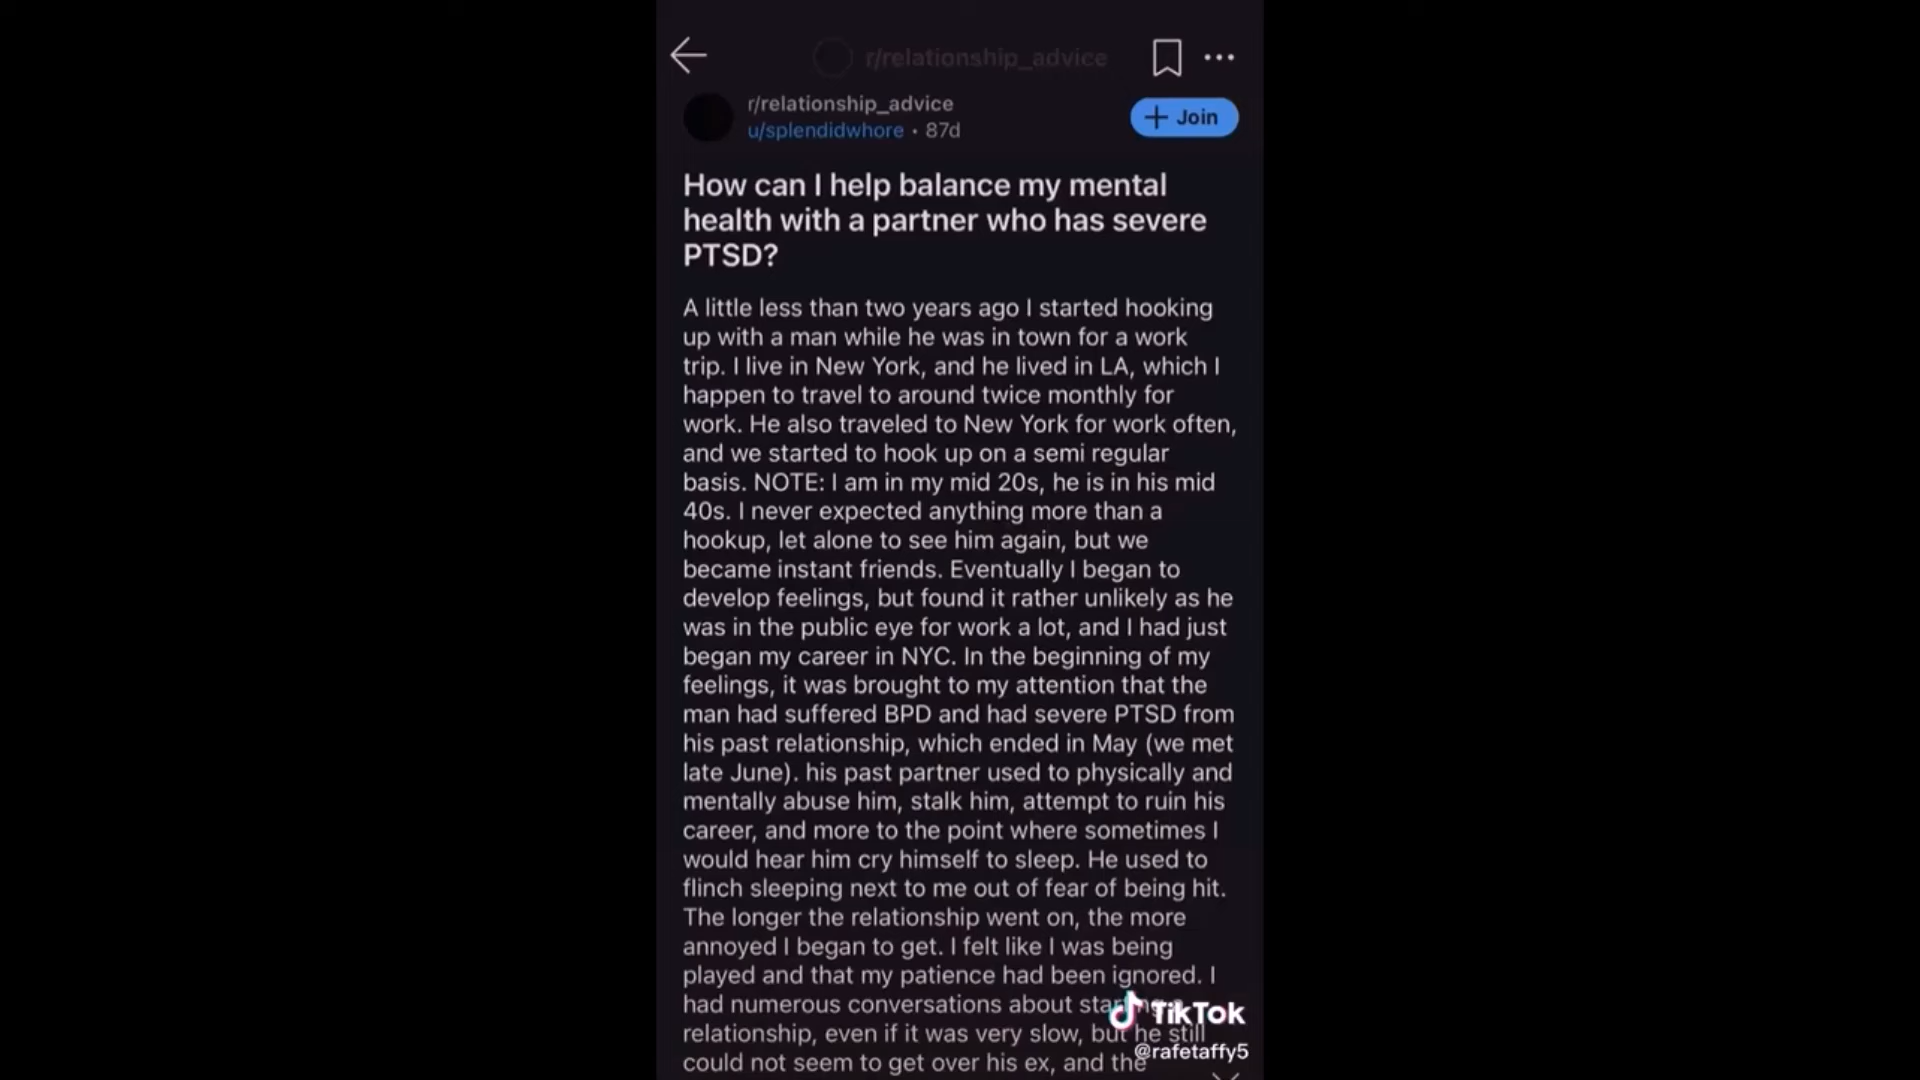 r/relationship_advice
r/relationship_advice
u/splendidwhore • 87d
+ Join
How can I help balance my mental
health with a partner who has severe
PTSD?
A little less than two years ago I started hooking
up with a man while he was in town for a work
trip. I live in New York, and he lived in LA, which I
happen to travel to around twice monthly for
work. He also traveled to New York for work often,
and we started to hook up on a semi regular
basis. NOTE: I am in my mid 20s, he is in his mid
40s. I never expected anything more than a
hookup, let alone to see him again, but we
became instant friends. Eventually I began to
develop feelings, but found it rather unlikely as he
was in the public eye for work a lot, and I had just
began my career in NYC. In the beginning of my
feelings, it was brought to my attention that the
man had suffered BPD and had severe PTSD from
his past relationship, which ended in May (we met
late June). his past partner used to physically and
mentally abuse him, stalk him, attempt to ruin his
career, and more to the point where sometimes I
would hear him cry himself to sleep. He used to
flinch sleeping next to me out of fear of being hit.
The longer the relationship went on, the more
annoyed I began to get. I felt like I was being
played and that my patience had been ignored. I
had numerous conversations about starting a
relationship, even if it was very slow, but he still
could not seem to get over his ex, and the
TikTok
@rafetaffy5